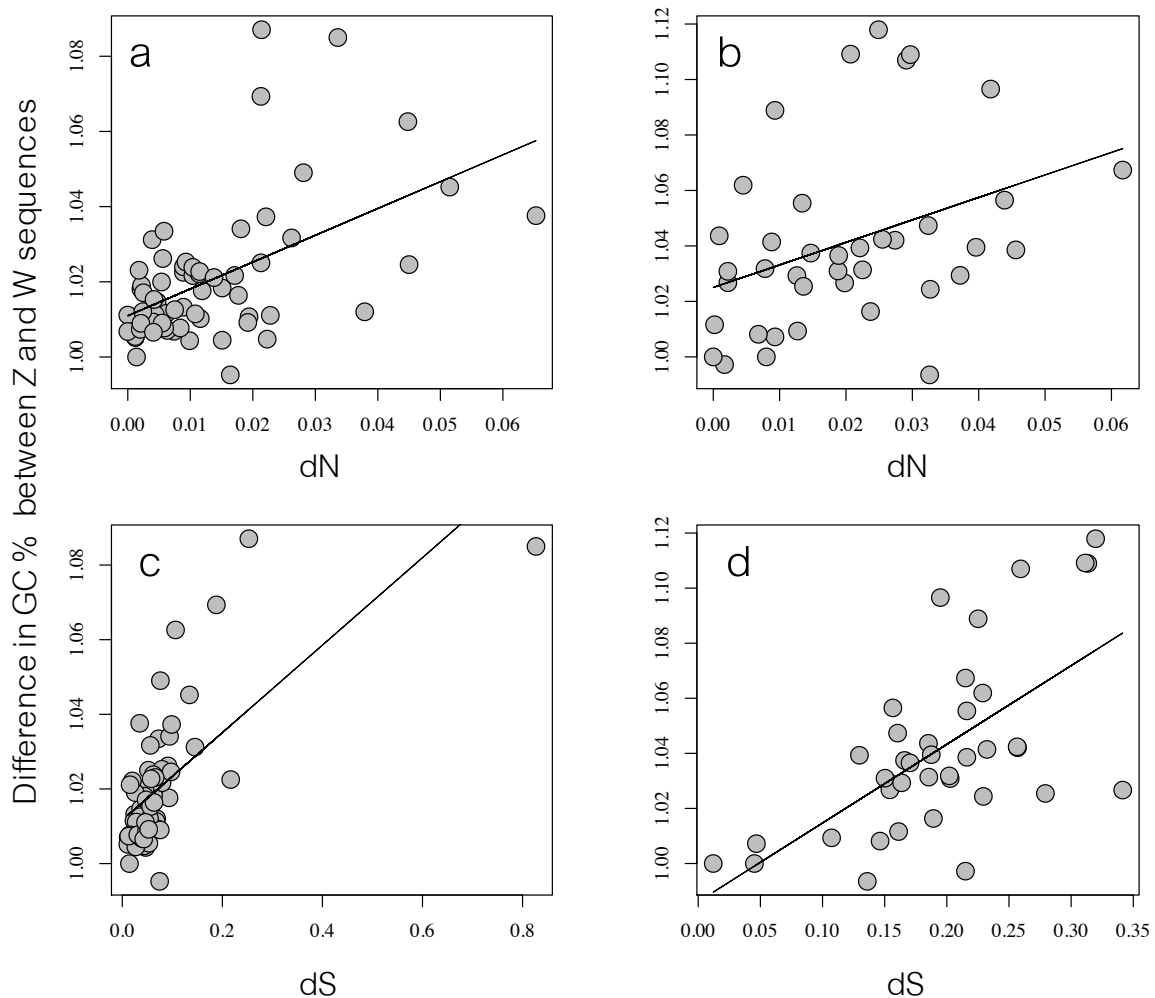 Difference in GC % between Z and W sequences
a
1.00 1.02 1.04 1.06 1.08
0.00 0.01 0.02 0.03 0.04 0.05 0.06
dN
b
1.00 1.02 1.04 1.06 1.08 1.10 1.12
0.00 0.01 0.02 0.03 0.04 0.05 0.06
dN
c
1.00 1.02 1.04 1.06 1.08
0.0 0.2 0.4 0.6 0.8
dS
d
1.00 1.02 1.04 1.06 1.08 1.10 1.12
0.00 0.05 0.10 0.15 0.20 0.25 0.30 0.35
dS